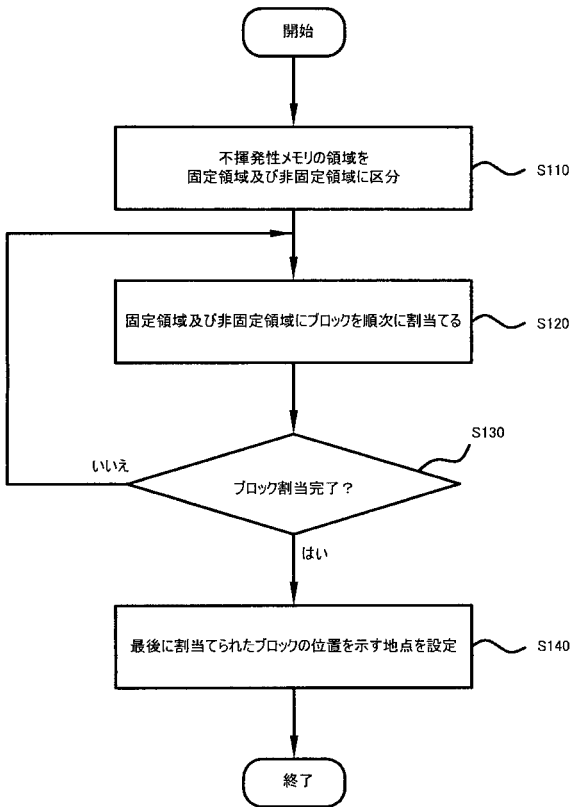 開始
不揮発性メモリの領域を
固定領域及び非固定領域に区分
S110
固定領域及び非固定領域にブロックを順次に割当てる
S120
S130
いいえ
ブロック割当完了？
はい
最後に割当てられたブロックの位置を示す地点を設定
S140
終了